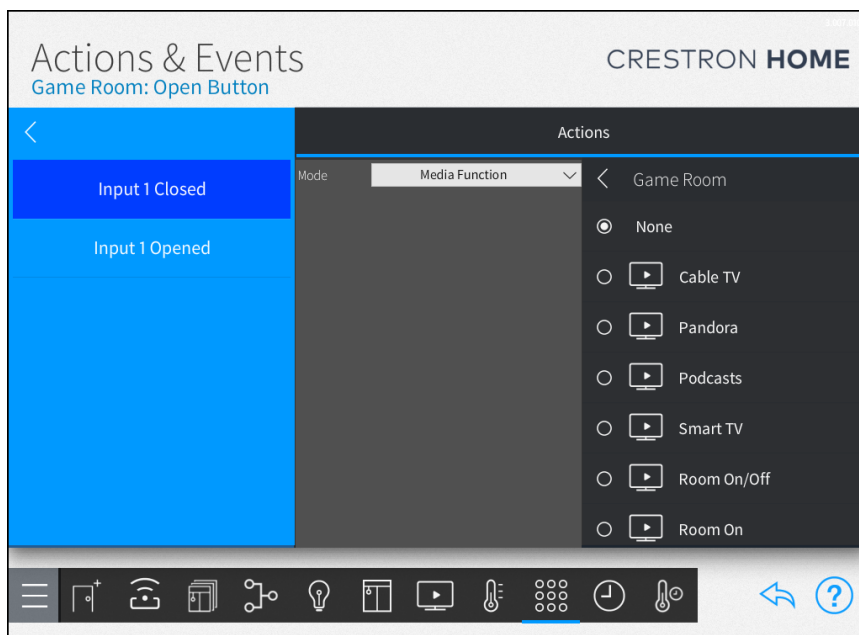 Actions & Events
CRESTRON HOME
Game Room: Open Button
Actions
Input 1 Closed
Input 1 Opened
Mode
Media Function
Game Room
None
Cable TV
Pandora
Podcasts
Smart TV
Room On/Off
Room On
?